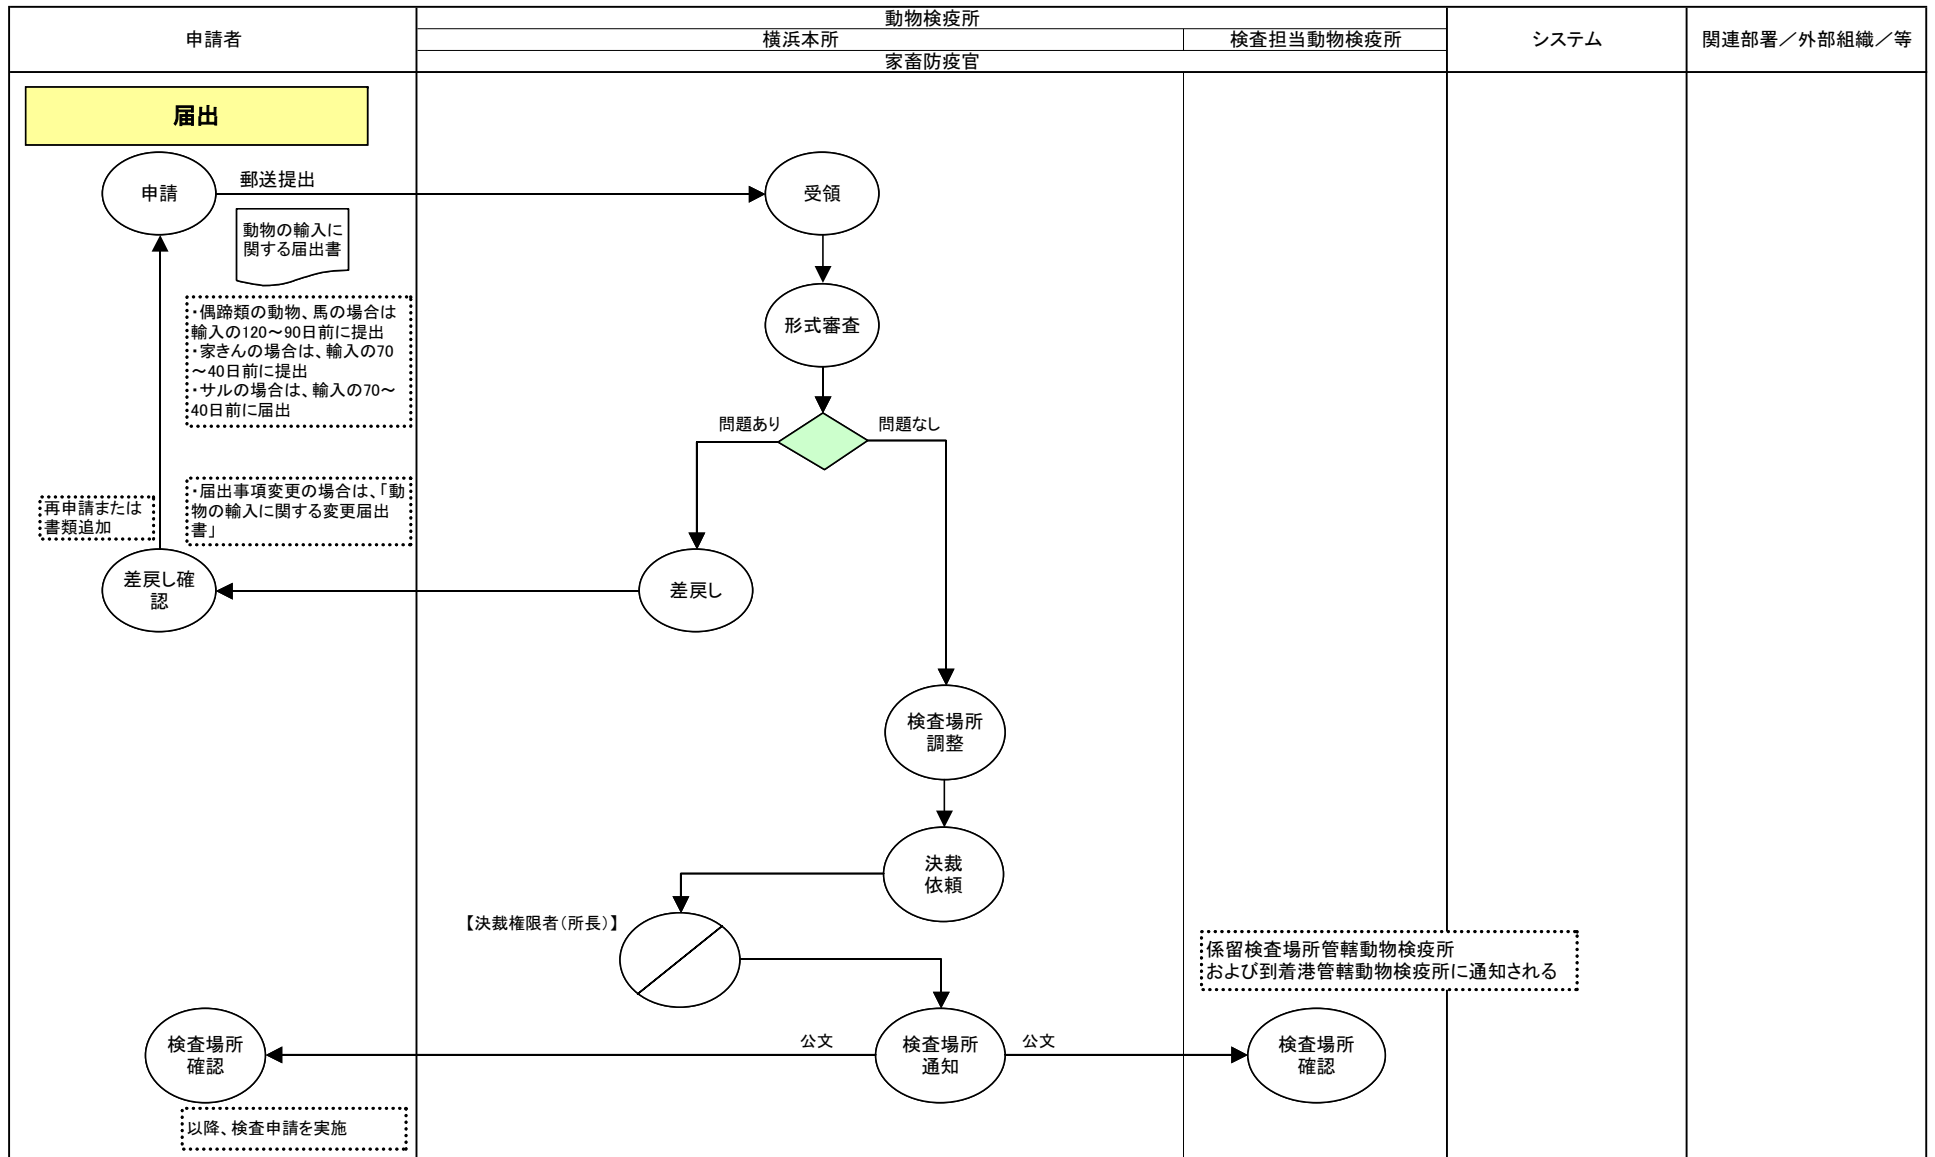 申請者
動物検疫所
横浜本所
検査担当動物検疫所
家畜防疫官
システム
関連部署／外部組織／等
届出
申請
郵送提出
受領
動物の輸入に
関する届出書
・偶蹄類の動物、馬の場合は
輸入の120～90日前に提出
・家きんの場合は、輸入の70
～40日前に提出
・サルの場合は、輸入の70～
40日前に届出
形式審査
問題あり
問題なし
・届出事項変更の場合は、「動
物の輸入に関する変更届出
書」
再申請または
書類追加
差戻し確
認
差戻し
検査場所
調整
決裁
依頼
【決裁権限者（所長）】
係留検査場所管轄動物検疫所
および到着港管轄動物検疫所に通知される
検査場所
確認
公文
検査場所
通知
公文
検査場所
確認
以降、検査申請を実施